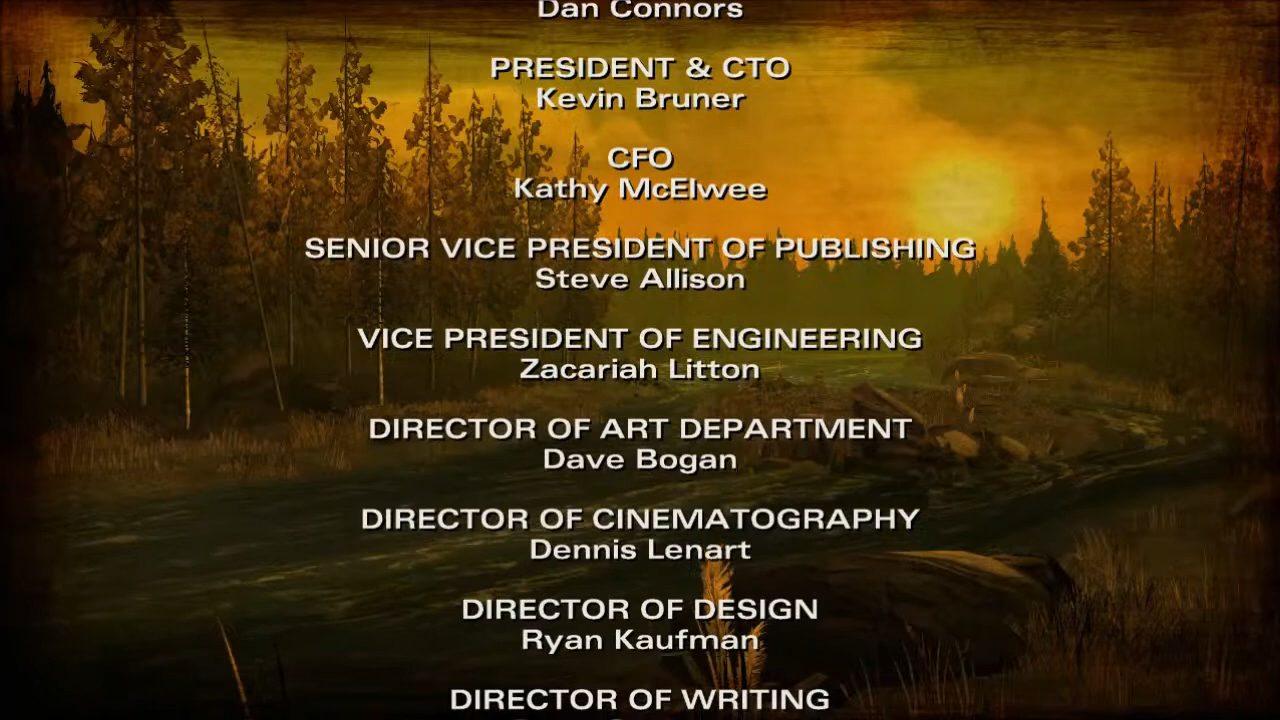 Dan Connors
PRESIDENT & CTO
Kevin Bruner
CFO
Kathy McElwee
SENIOR VICE PRESIDENT OF PUBLISHING
Steve Allison
VICE PRESIDENT OF ENGINEERING
Zacariah Litton
DIRECTOR OF ART DEPARTMENT
Dave Bogan
DIRECTOR OF CINEMATOGRAPHY
Dennis Lenart
DIRECTOR OF DESIGN
Ryan Kaufman
DIRECTOR OF WRITING